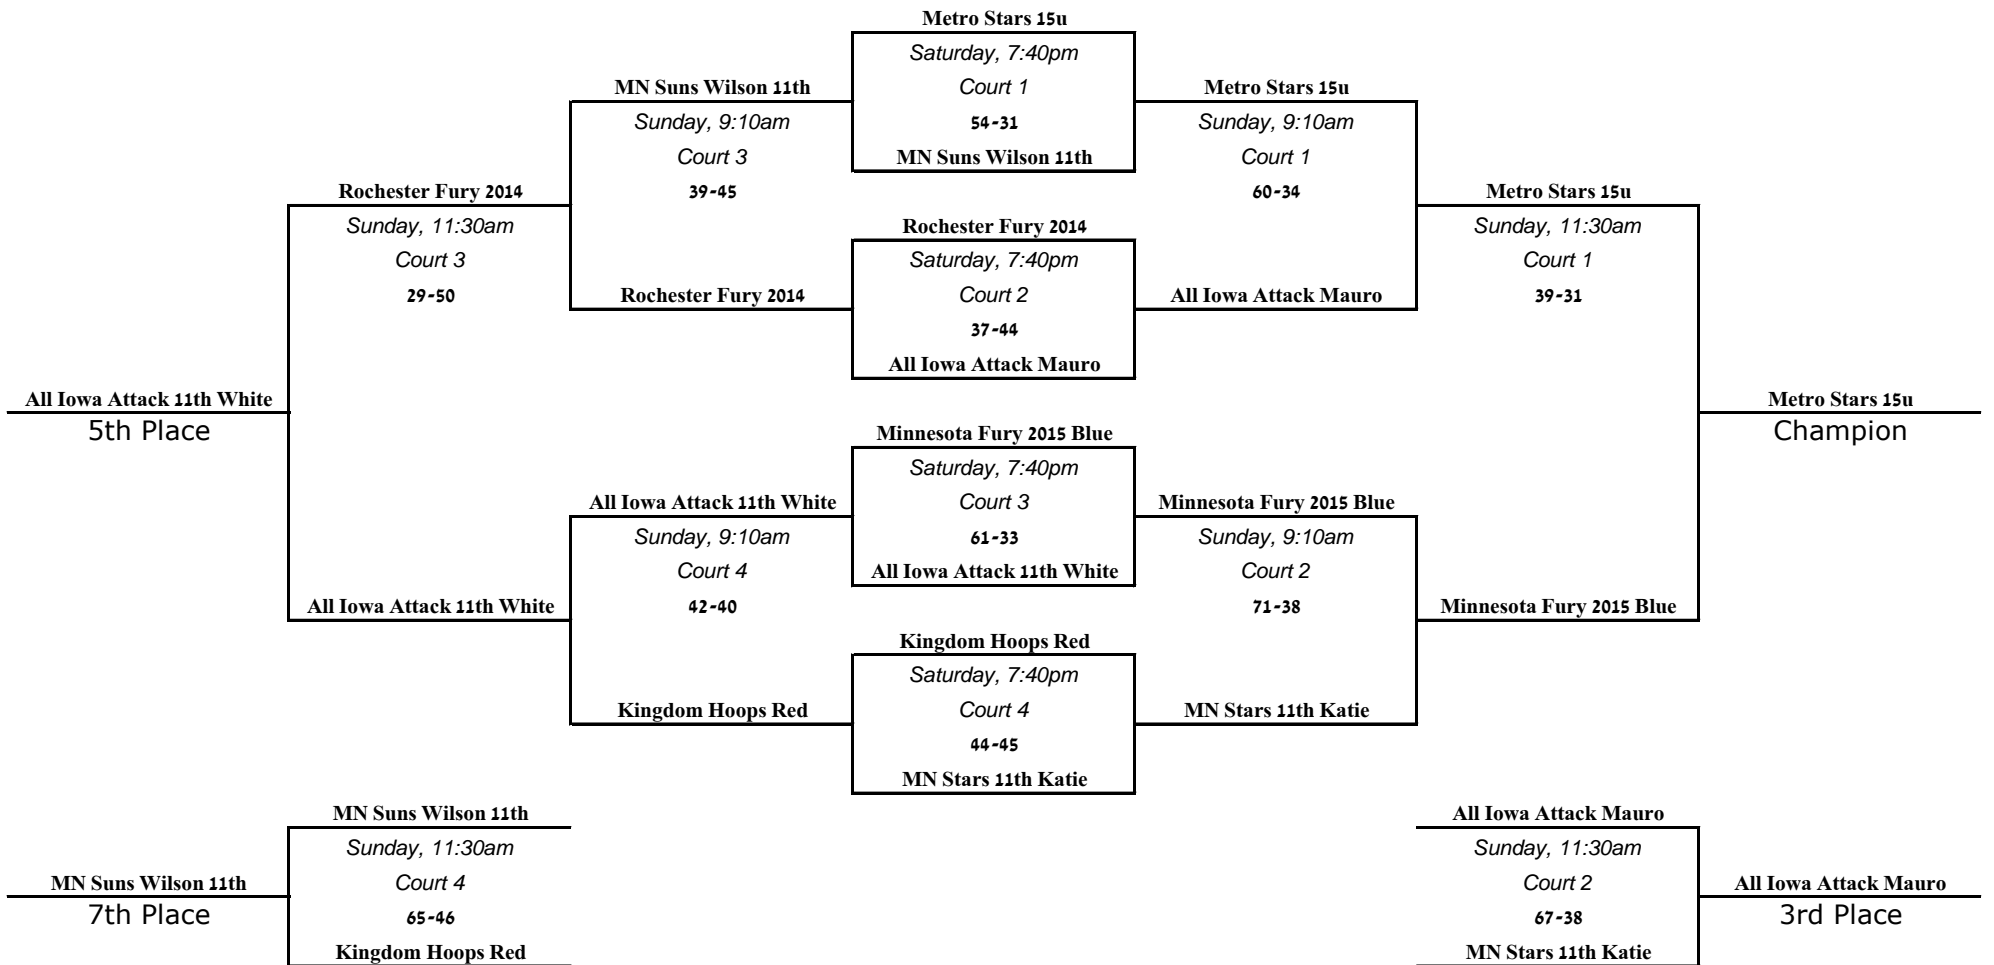 Metro Stars 15u
Saturday, 7:40pm
MN Suns Wilson 11th Court 1 Metro Stars 15u
Sunday, 9:10am 54-31 Sunday, 9:10am
Court 3 MN Suns Wilson 11th Court 1
Rochester Fury 2014 39-45 60-34 Metro Stars 15u
Sunday, 11:30am Rochester Fury 2014 Sunday, 11:30am
Court 3 Saturday, 7:40pm Court 1
29-50 Rochester Fury 2014 Court 2 All Iowa Attack Mauro 39-31
37-44
All Iowa Attack Mauro
All Iowa Attack 11th White Metro Stars 15u
5th Place Minnesota Fury 2015 Blue Champion
Saturday, 7:40pm
All Iowa Attack 11th White Court 3 Minnesota Fury 2015 Blue
Sunday, 9:10am 61-33 Sunday, 9:10am
Court 4 All Iowa Attack 11th White Court 2
All Iowa Attack 11th White 42-40 71-38 Minnesota Fury 2015 Blue
Kingdom Hoops Red
Saturday, 7:40pm
Kingdom Hoops Red Court 4 MN Stars 11th Katie
44-45
MN Stars 11th Katie
MN Suns Wilson 11th All Iowa Attack Mauro
Sunday, 11:30am Sunday, 11:30am
MN Suns Wilson 11th Court 4 Court 2 All Iowa Attack Mauro
7th Place 65-46 67-38 3rd Place
Kingdom Hoops Red MN Stars 11th Katie